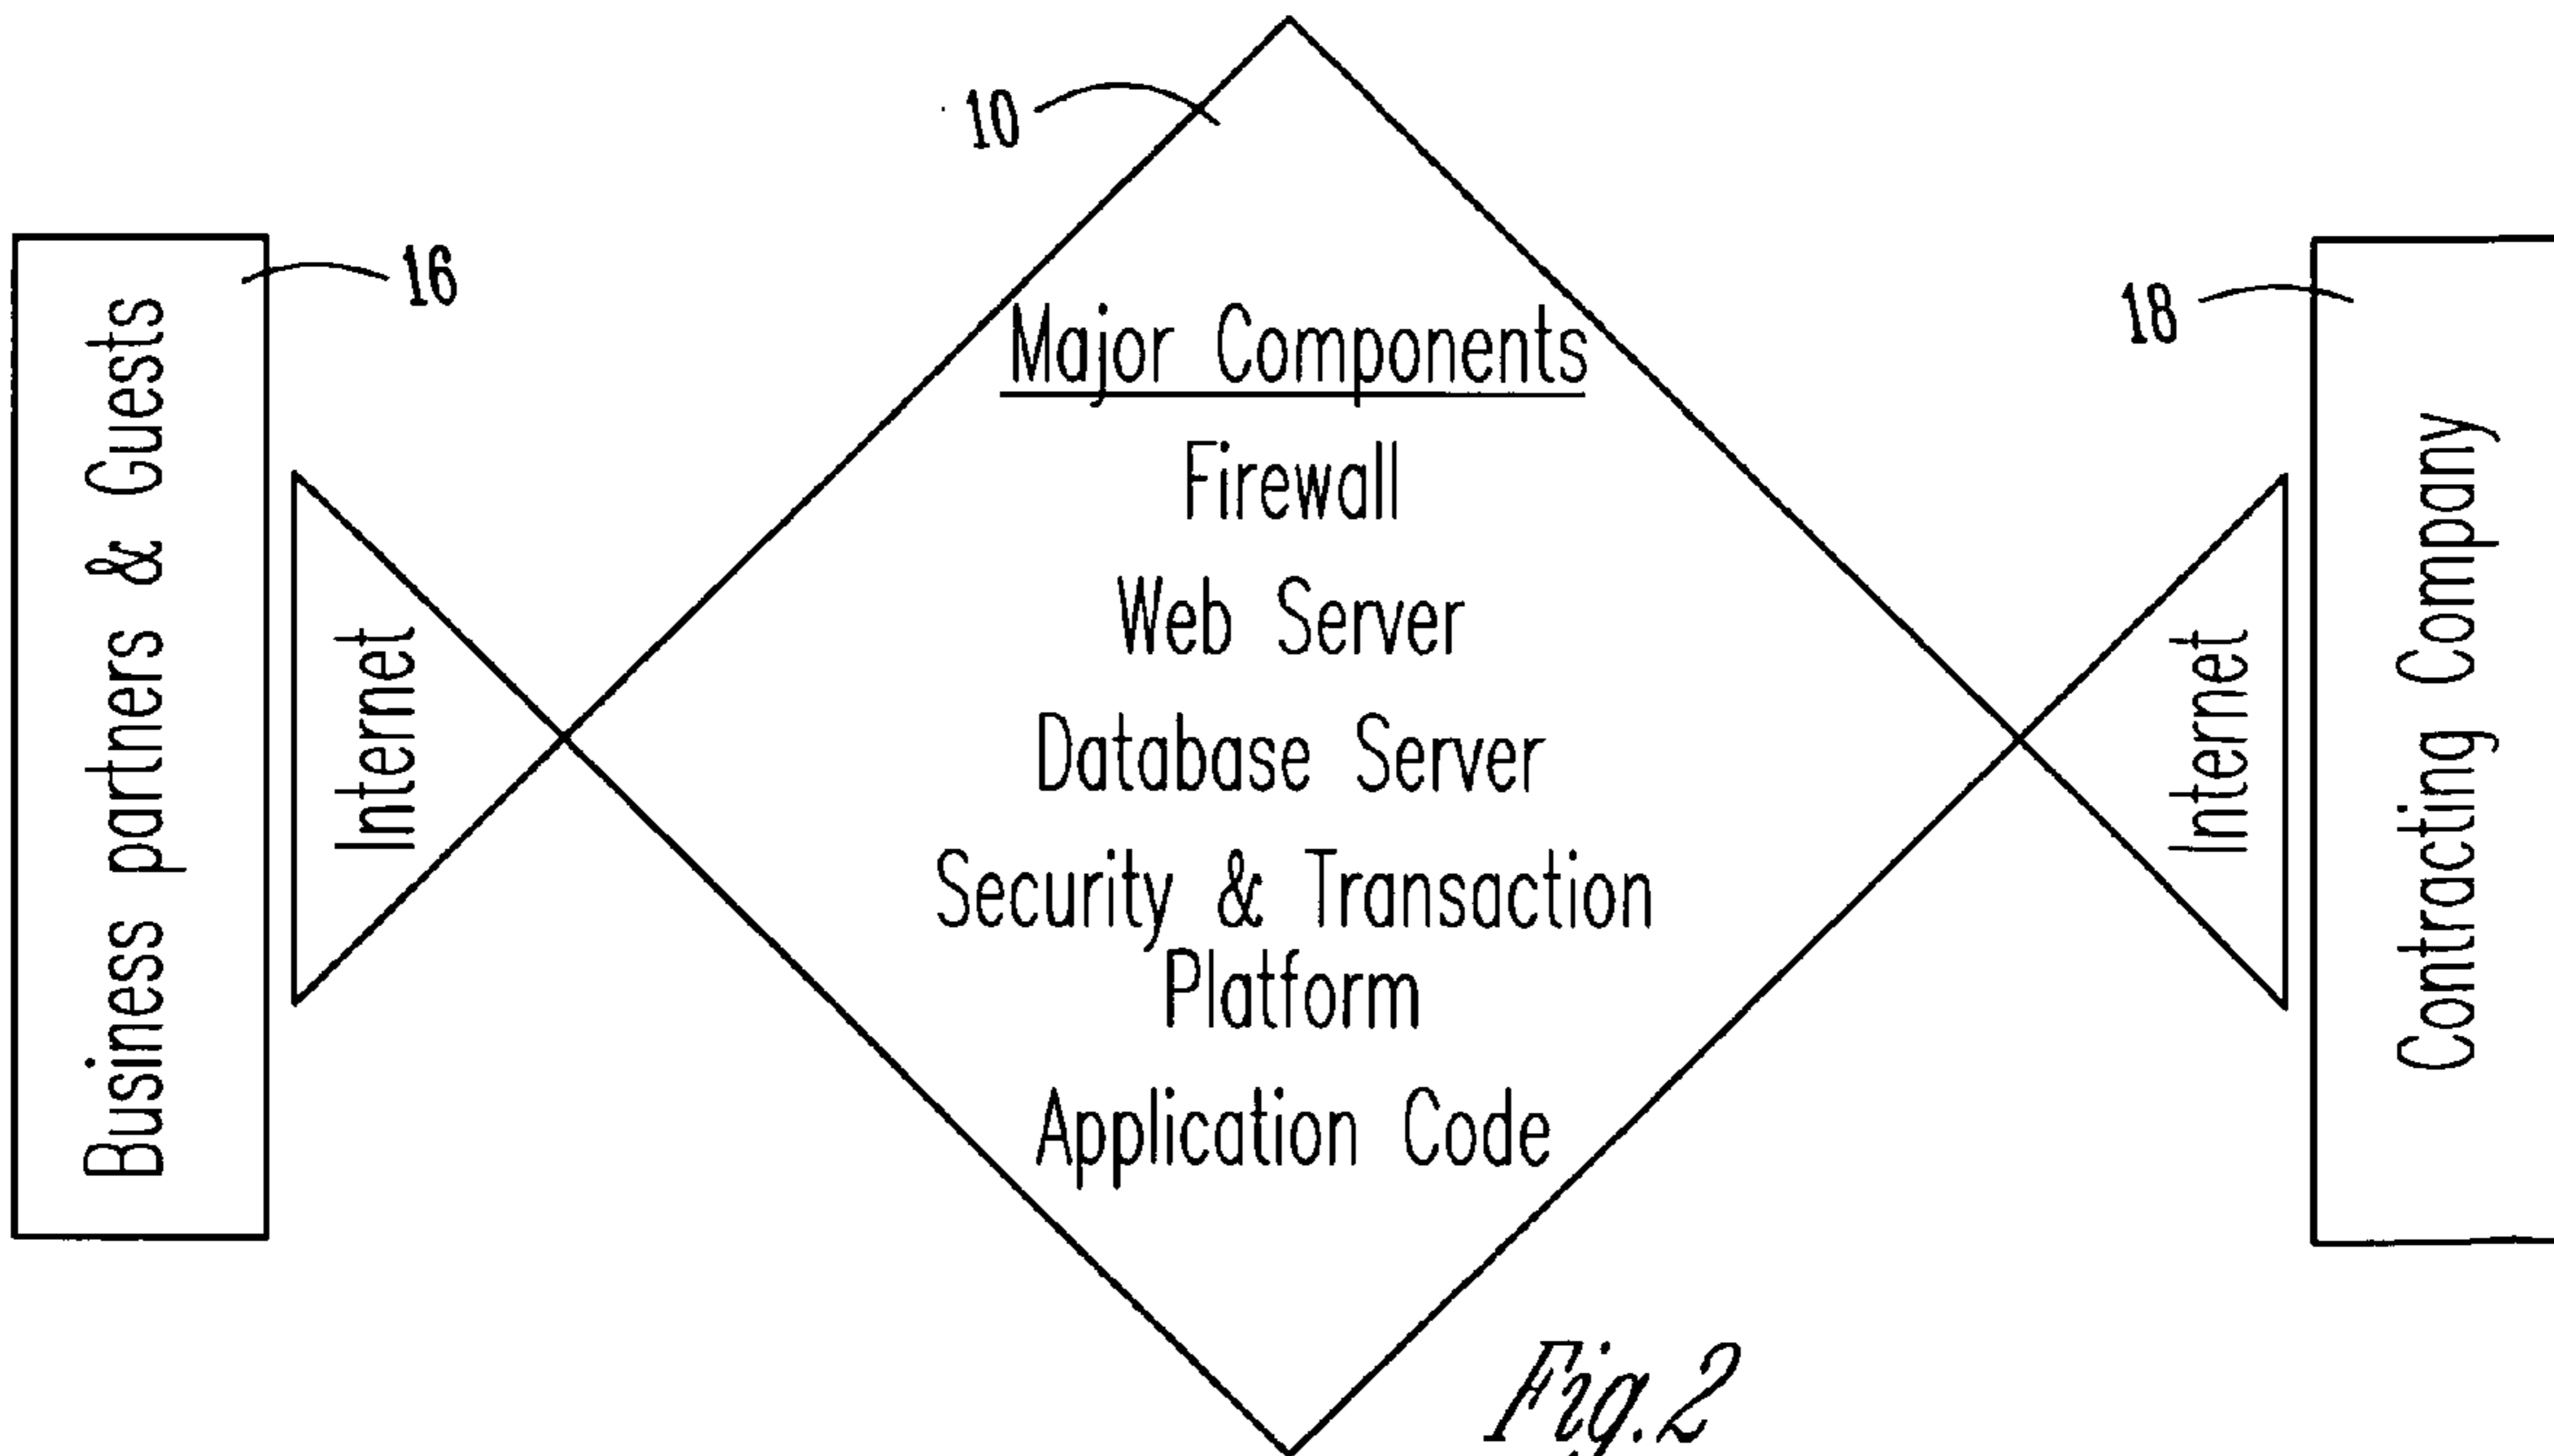 10
16
18
Business partners & Guests
Internet
Major Components
Firewall
Web Server
Database Server
Security & Transaction
Platform
Application Code
Internet
Contracting Company
Fig.2